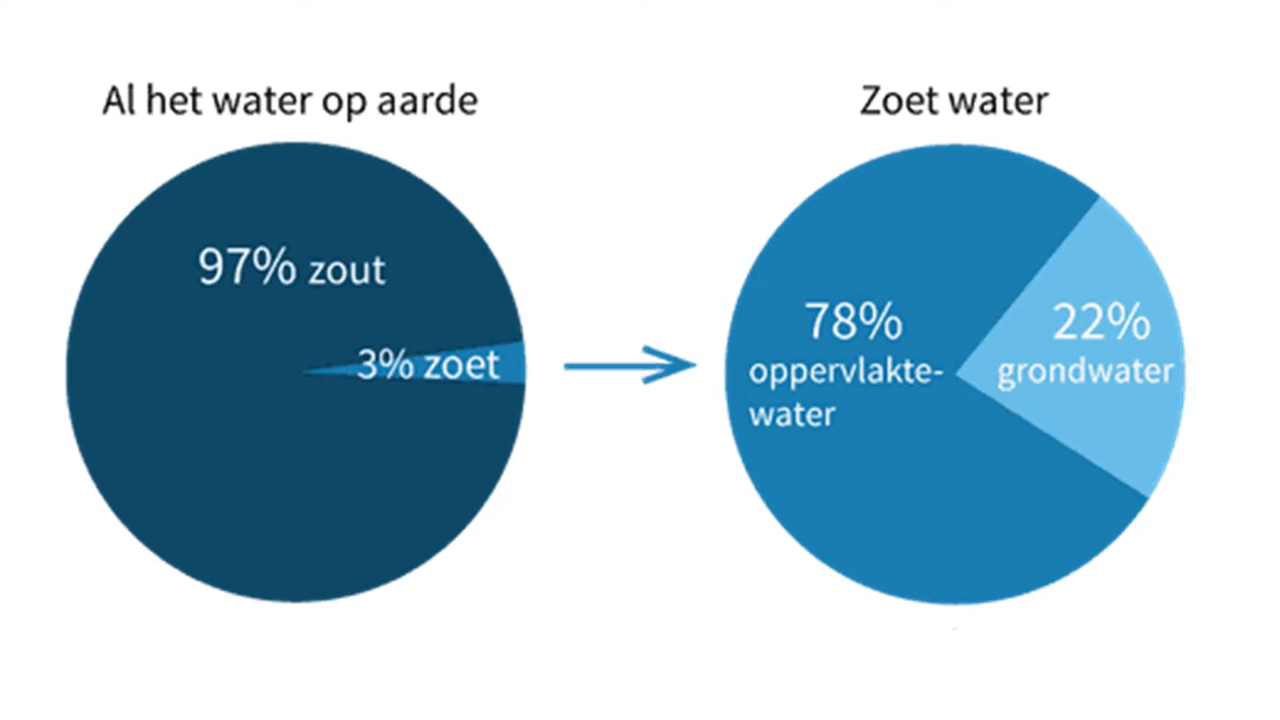 Al het water op aarde
97% zout
3% zoet
Zoet water
78%
oppervlakte-
water
22%
grondwater